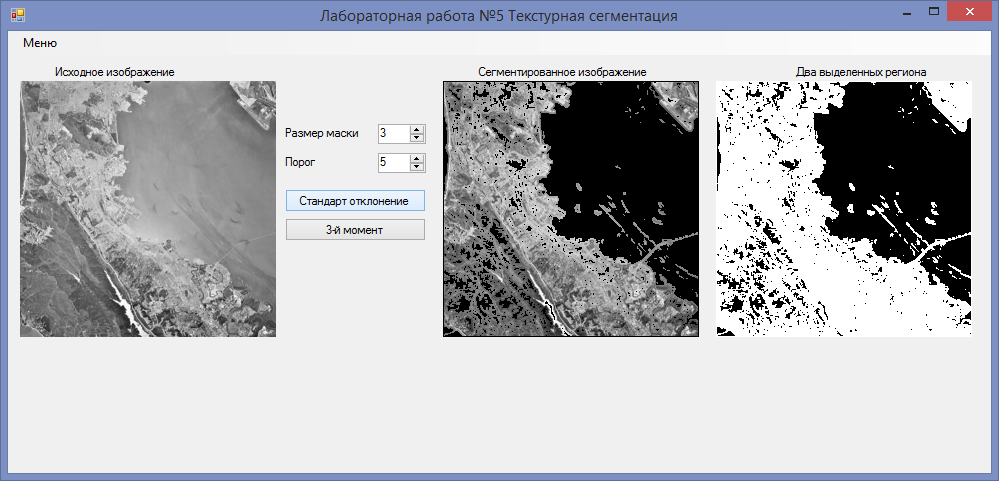 Лабораторная работа №5 Текстурная сегментация
Меню
Исходное изображение
Сегментированное изображение
Два выделенных региона
Размер маски 3
Порог 5
Стандарт отклонение
3-й момент